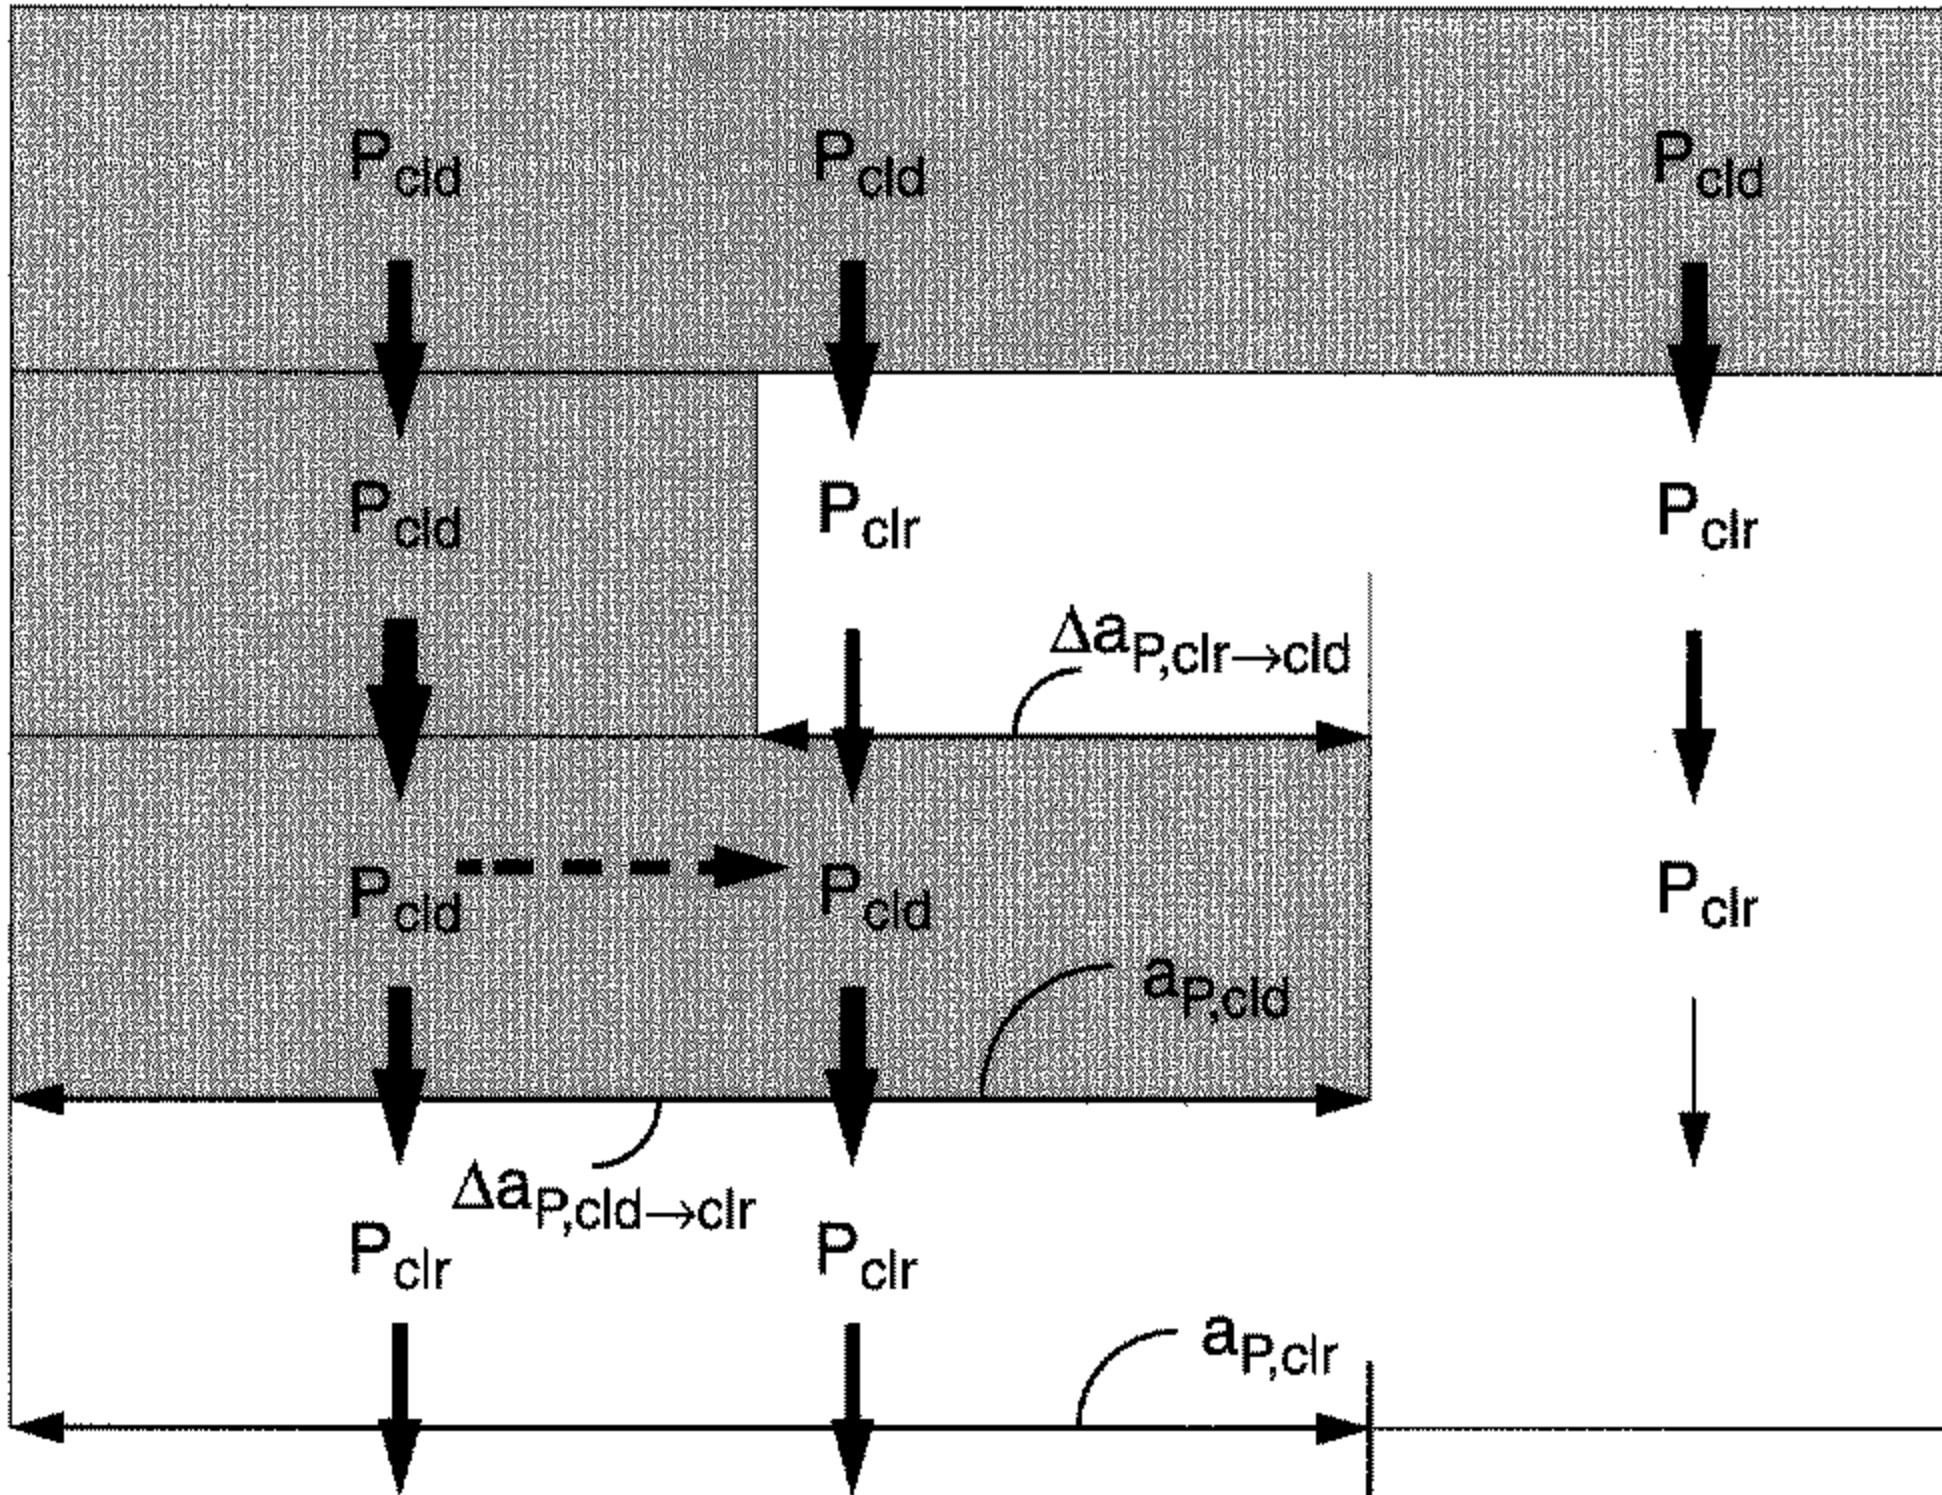 P_cld P_cld P_cld
P_cld P_clr P_clr
Δa_P,clr→cld
P_cld P_cld P_clr
a_P,cld
Δa_P,cld→clr
P_clr P_clr
a_P,clr